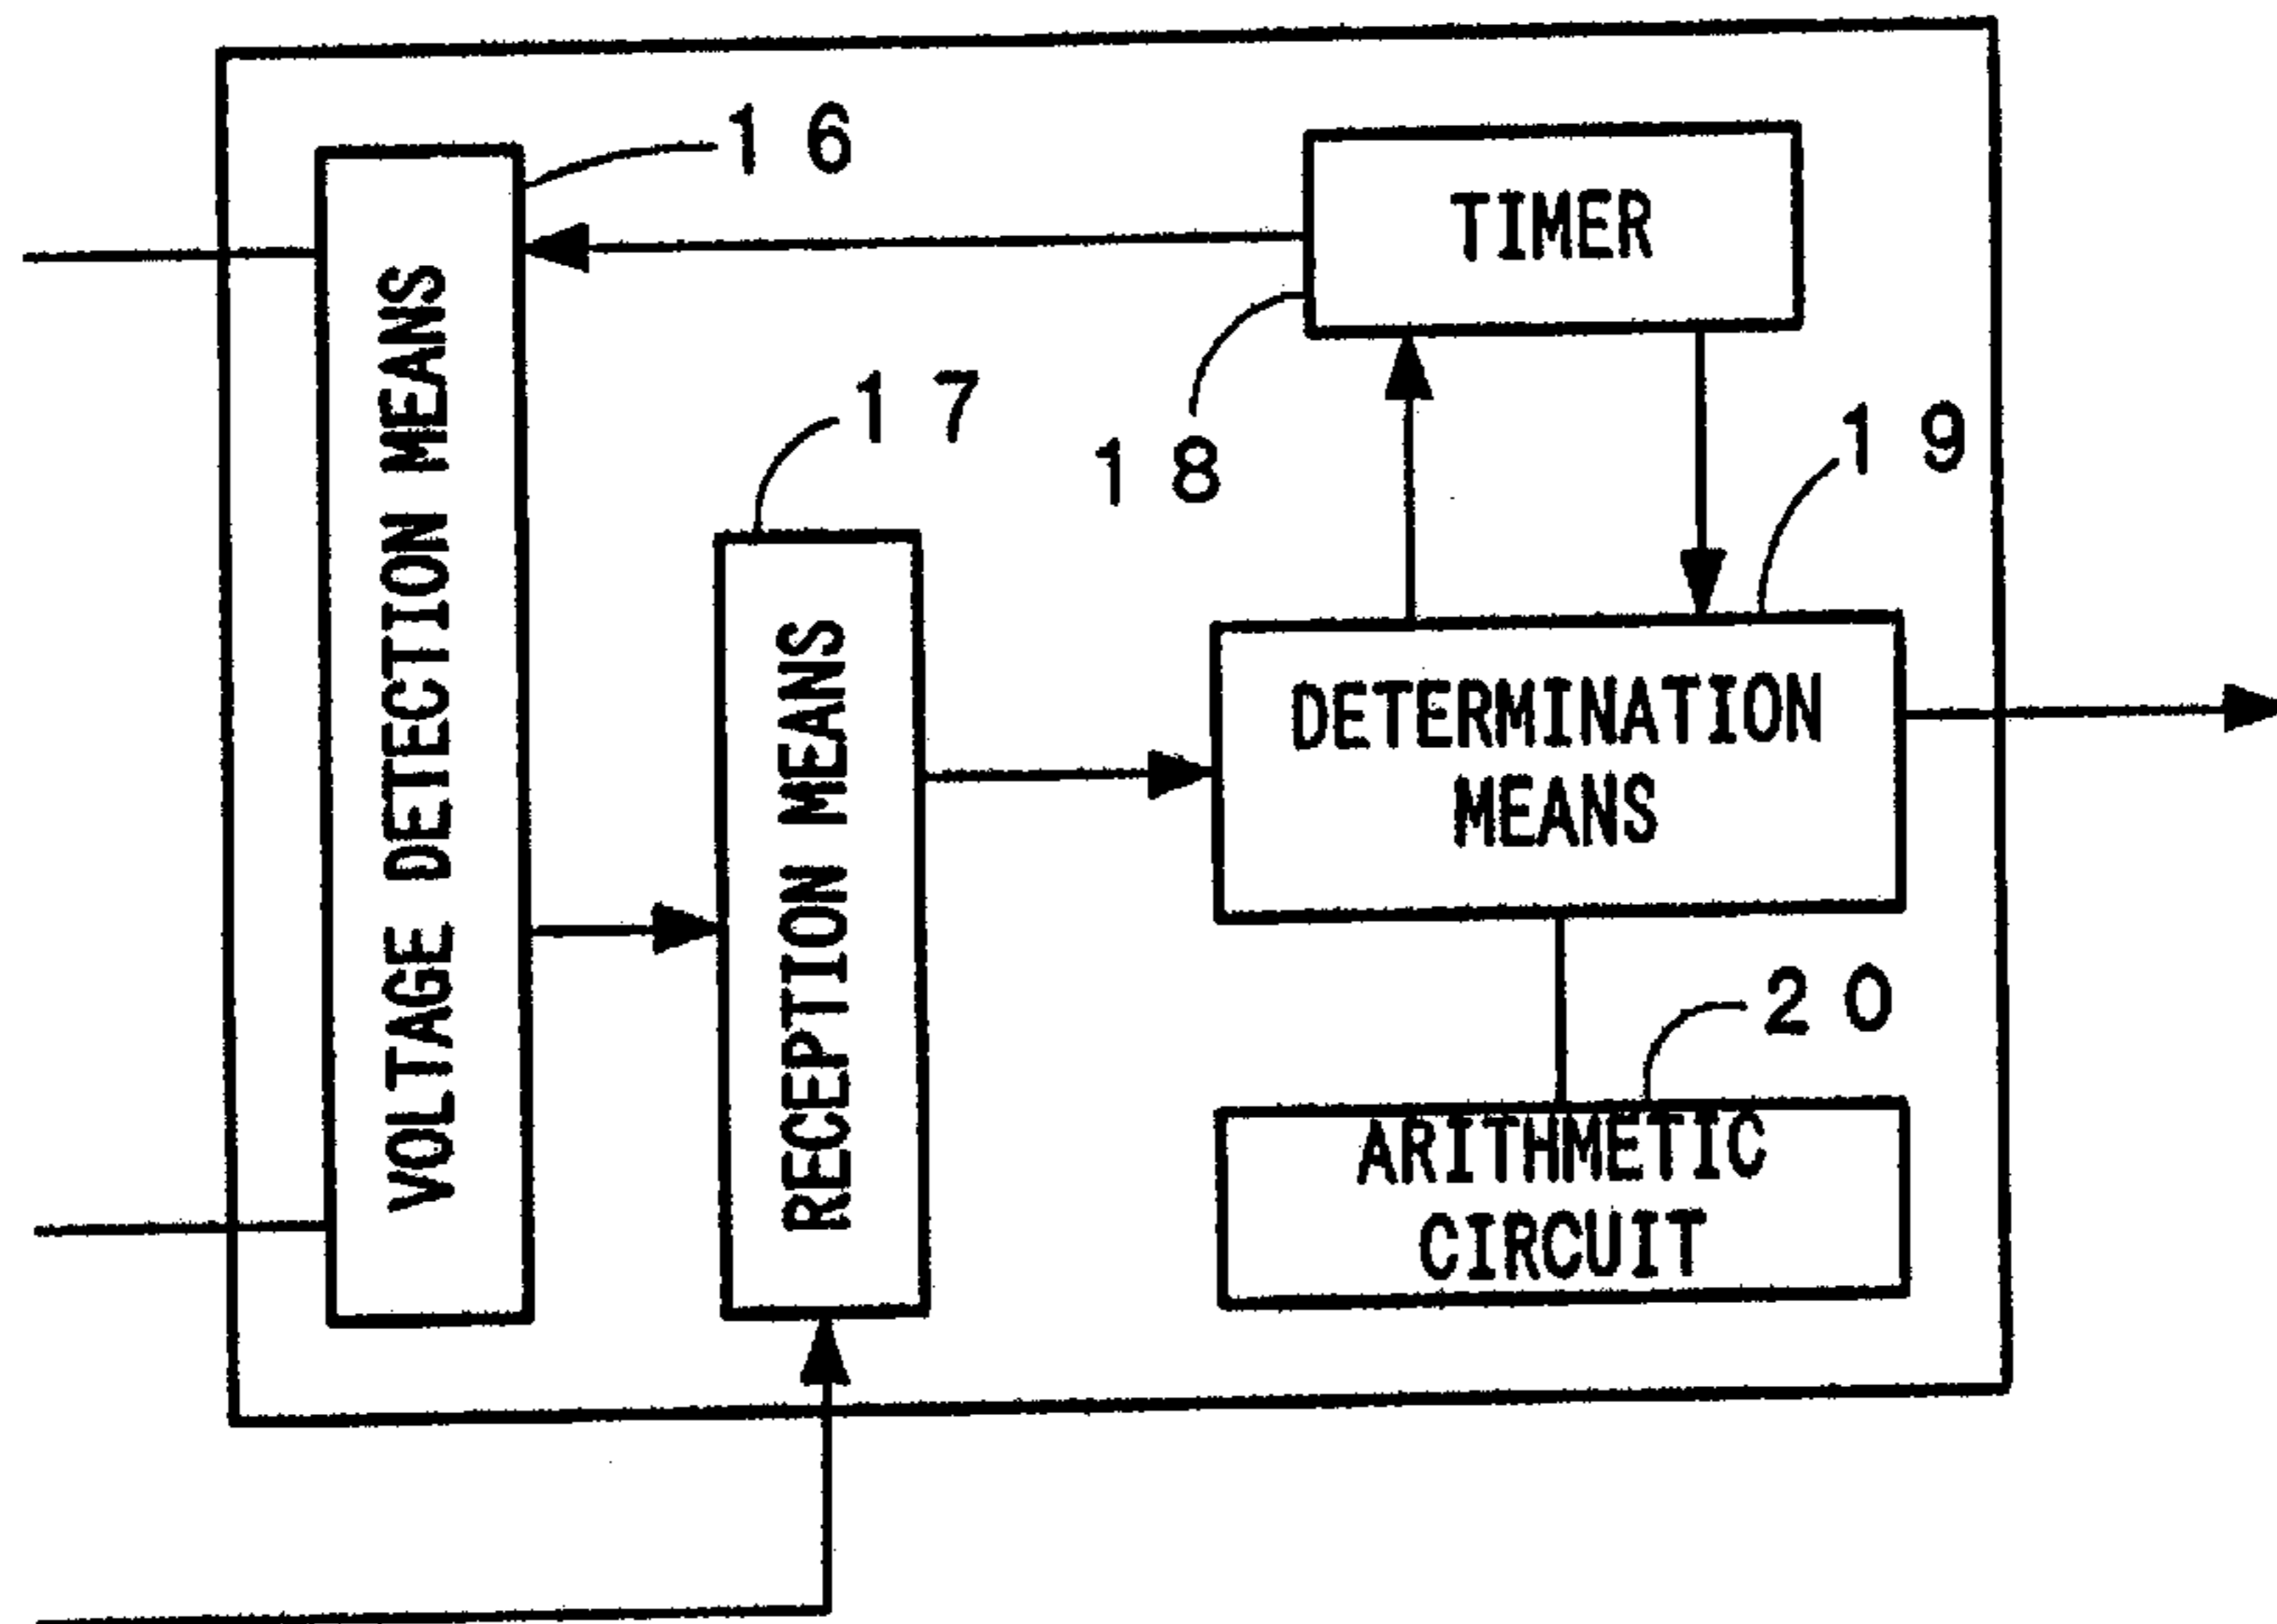 16
TIMER
VOLTAGE DETECTION MEANS
17
18
19
RECEPTION MEANS
DETERMINATION
MEANS
20
ARITHMETIC
CIRCUIT